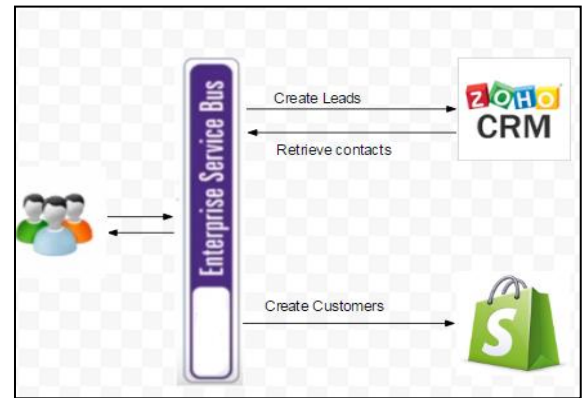 Enterprise Service Bus
Create Leads
ZOHO
CRM
Retrieve contacts
Create Customers
S